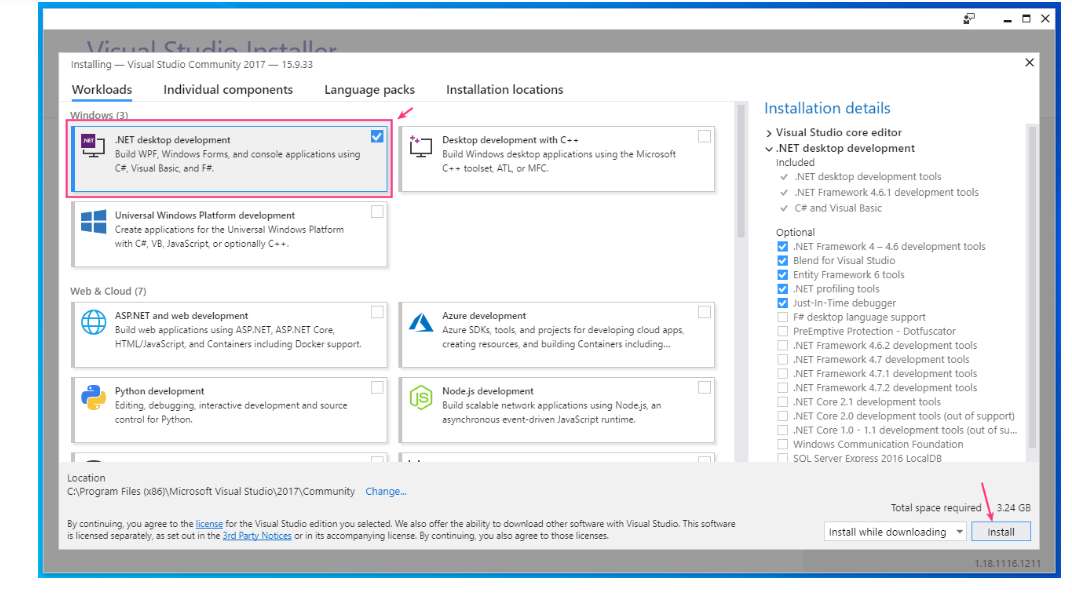 Visual Studio Installer
Installing — Visual Studio Community 2017 — 15.9.33
Workloads Individual components Language packs Installation locations
Windows (3)
.NET
.NET desktop development
Build WPF, Windows Forms, and console applications using
C#, Visual Basic, and F#.
Desktop development with C++
Build Windows desktop applications using the Microsoft
C++ toolset, ATL, or MFC.
Universal Windows Platform development
Create applications for the Universal Windows Platform
with C#, VB, JavaScript, or optionally C++.
Web & Cloud (7)
ASP.NET and web development
Build web applications using ASP.NET, ASP.NET Core,
HTML/JavaScript, and Containers including Docker support.
Azure development
Azure SDKs, tools, and projects for developing cloud apps,
creating resources, and building Containers including...
Python development
Editing, debugging, interactive development and source
control for Python.
JS
Node.js development
Build scalable network applications using Node.js, an
asynchronous event-driven JavaScript runtime.
Installation details
Visual Studio core editor
.NET desktop development
Included
.NET desktop development tools
.NET Framework 4.6.1 development tools
C# and Visual Basic
Optional
.NET Framework 4 – 4.6 development tools
Blend for Visual Studio
Entity Framework 6 tools
.NET profiling tools
Just-In-Time debugger
F# desktop language support
PreEmptive Protection - Dotfuscator
.NET Framework 4.6.2 development tools
.NET Framework 4.7 development tools
.NET Framework 4.7.1 development tools
.NET Framework 4.7.2 development tools
.NET Core 2.1 development tools
.NET Core 2.0 development tools (out of support)
.NET Core 1.0 - 1.1 development tools (out of su...
Windows Communication Foundation
SQL Server Express 2016 LocalDB
Location
C:\Program Files (x86)\Microsoft Visual Studio\2017\Community Change...
Total space required 3.24 GB
By continuing, you agree to the license for the Visual Studio edition you selected. We also offer the ability to download other software with Visual Studio. This software
is licensed separately, as set out in the 3rd Party Notices or in its accompanying license. By continuing, you also agree to those licenses.
Install while downloading Install
1.18.1116.1211